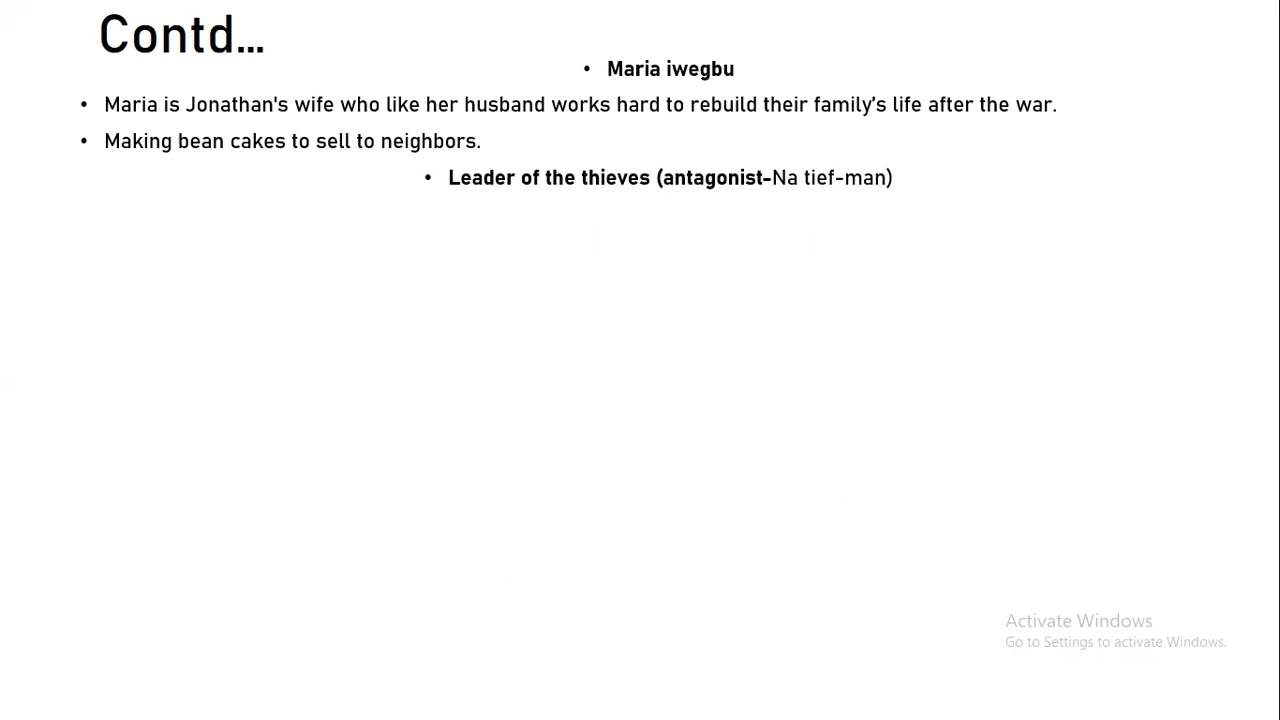 Contd...
• Maria iwegbu
• Maria is Jonathan's wife who like her husband works hard to rebuild their family's life after the war.
• Making bean cakes to sell to neighbors.
• Leader of the thieves (antagonist-Na tief-man)
Activate Windows
Go to Settings to activate Windows.